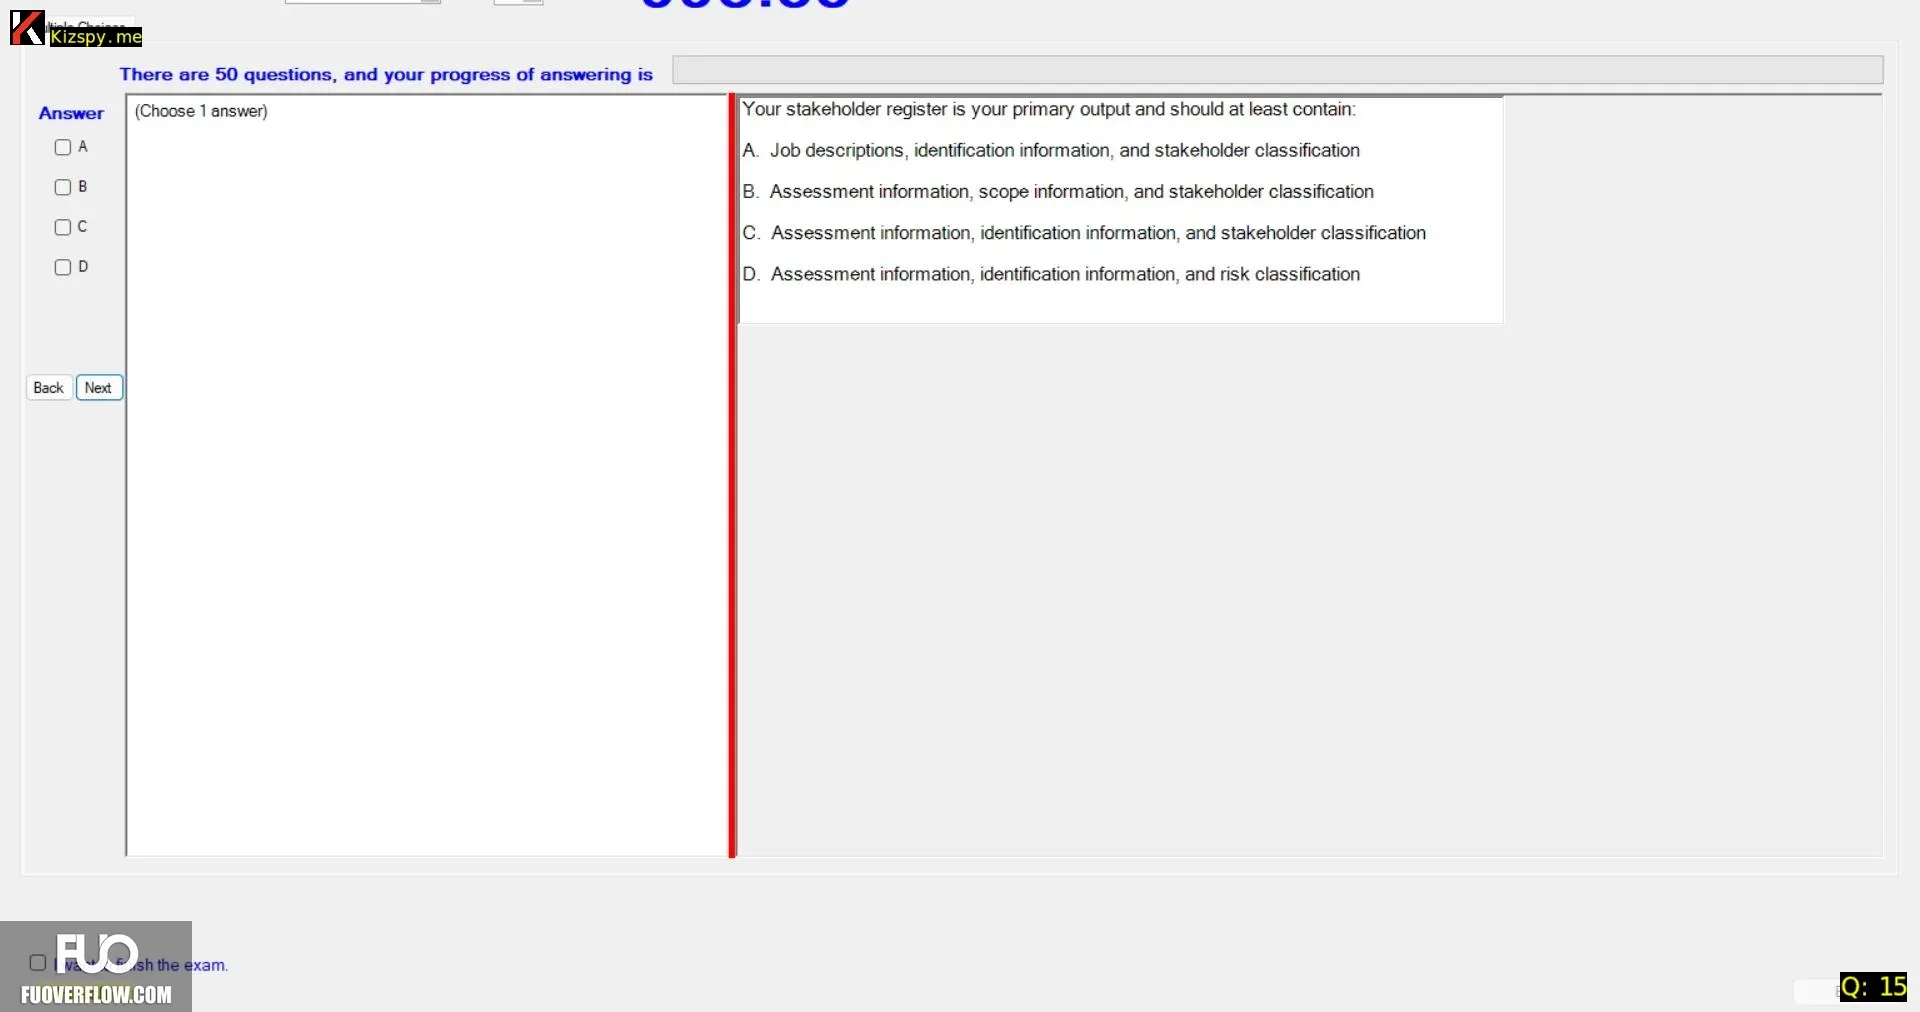 Kizspy.me
There are 50 questions, and your progress of answering is
Answer
(Choose 1 answer)
A
B
C
D
Back
Next
Your stakeholder register is your primary output and should at least contain:
A. Job descriptions, identification information, and stakeholder classification
B. Assessment information, scope information, and stakeholder classification
C. Assessment information, identification information, and stakeholder classification
D. Assessment information, identification information, and risk classification
I want to finish the exam.
FUO
FUOVERFLOW.COM
Q: 15